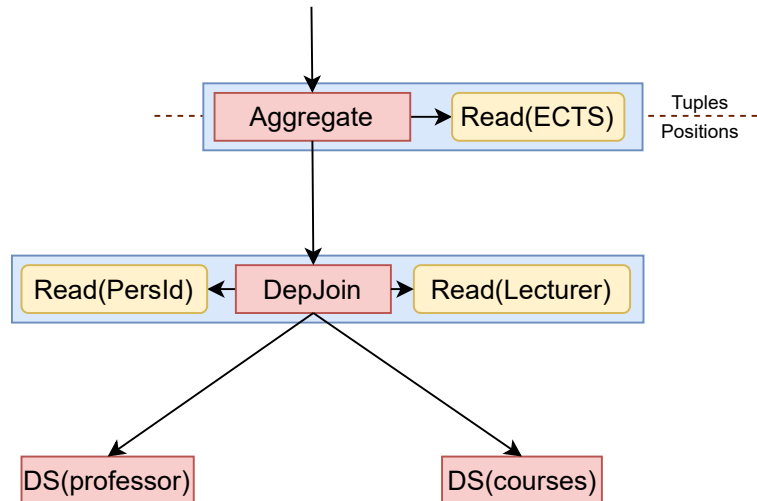 Aggregate
Read(ECTS)
Tuples
Positions
Read(PersId)
DepJoin
Read(Lecturer)
DS(professor)
DS(courses)